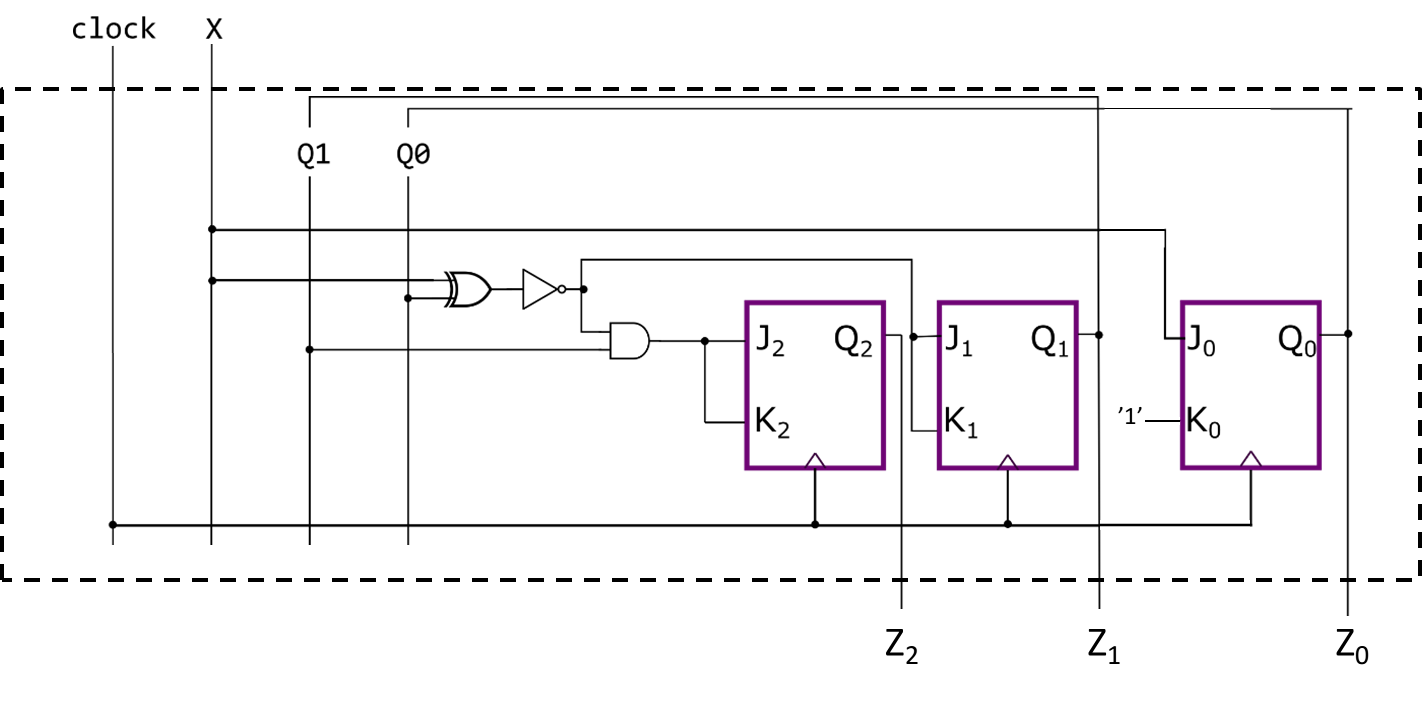 clock X
Q1 Q0
J₂ Q₂ J₁ Q₁ J₀ Q₀
K₂ K₁ '1' K₀
Z₂ Z₁ Z₀